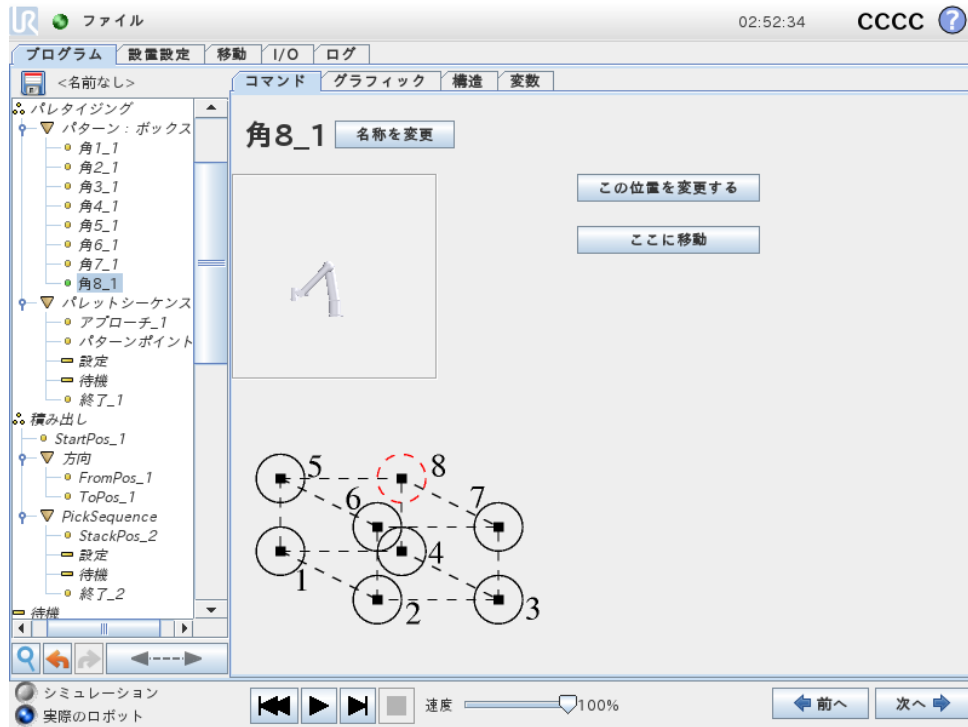 UR ファイル 02:52:34 CCCC ?
プログラム 設置設定 移動 I/O ログ
<名前なし>
パレタイジング
パターン：ボックス
角1_1
角2_1
角3_1
角4_1
角5_1
角6_1
角7_1
角8_1
パレットシーケンス
アプローチ_1
パターンポイント
設定
待機
終了_1
積み出し
StartPos_1
方向
FromPos_1
ToPos_1
PickSequence
StackPos_2
設定
待機
終了_2
待機
コマンド グラフィック 構造 変数
角8_1 名称を変更
この位置を変更する
ここに移動
5 8
6 7
4
1 2 3
シミュレーション
実際のロボット
速度 100% 前へ 次へ